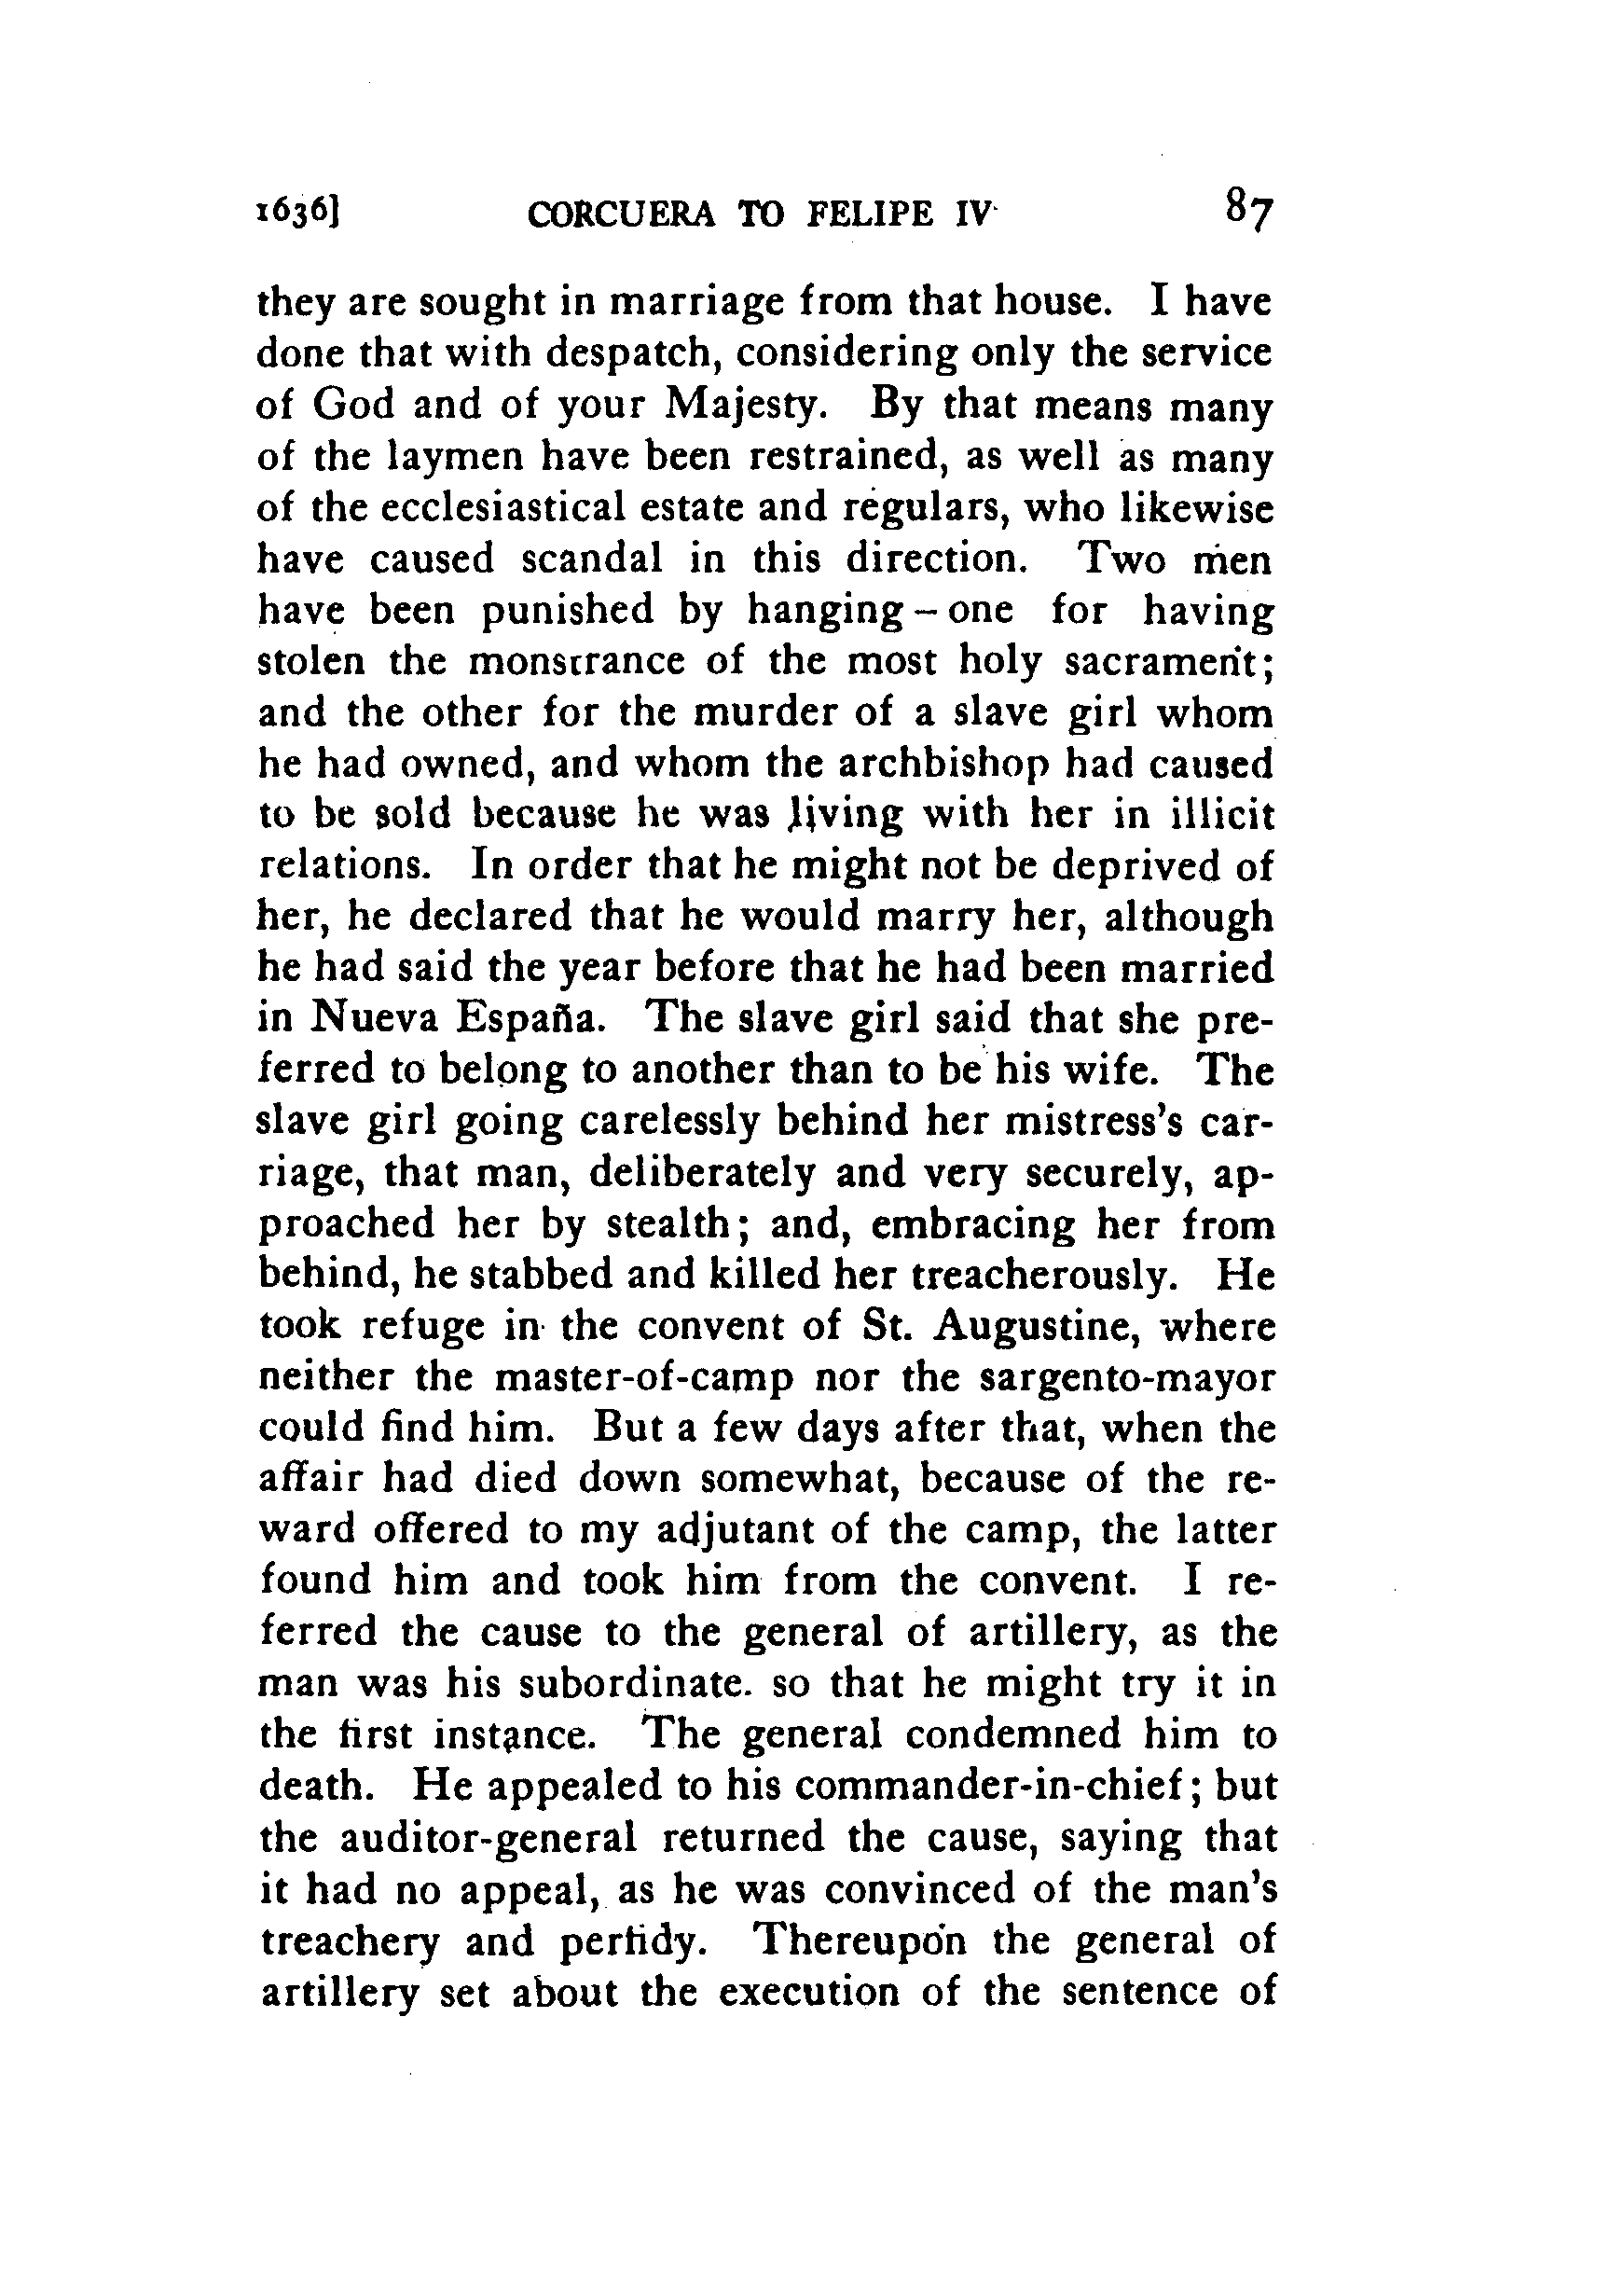 1636] CORCUERA TO FELIPE IV 87
they are sought in marriage from that house. I have
done that with despatch, considering only the service
of God and of your Majesty. By that means many
of the laymen have been restrained, as well as many
of the ecclesiastical estate and regulars, who likewise
have caused scandal in this direction. Two men
have been punished by hanging – one for having
stolen the monstrance of the most holy sacrament;
and the other for the murder of a slave girl whom
he had owned, and whom the archbishop had caused
to be sold because he was living with her in illicit
relations. In order that he might not be deprived of
her, he declared that he would marry her, although
he had said the year before that he had been married
in Nueva España. The slave girl said that she pre-
ferred to belong to another than to be his wife. The
slave girl going carelessly behind her mistress's car-
riage, that man, deliberately and very securely, ap-
proached her by stealth; and, embracing her from
behind, he stabbed and killed her treacherously. He
took refuge in the convent of St. Augustine, where
neither the master-of-camp nor the sargento-mayor
could find him. But a few days after that, when the
affair had died down somewhat, because of the re-
ward offered to my adjutant of the camp, the latter
found him and took him from the convent. I re-
ferred the cause to the general of artillery, as the
man was his subordinate. so that he might try it in
the first instance. The general condemned him to
death. He appealed to his commander-in-chief; but
the auditor-general returned the cause, saying that
it had no appeal, as he was convinced of the man's
treachery and perfidy. Thereupon the general of
artillery set about the execution of the sentence of